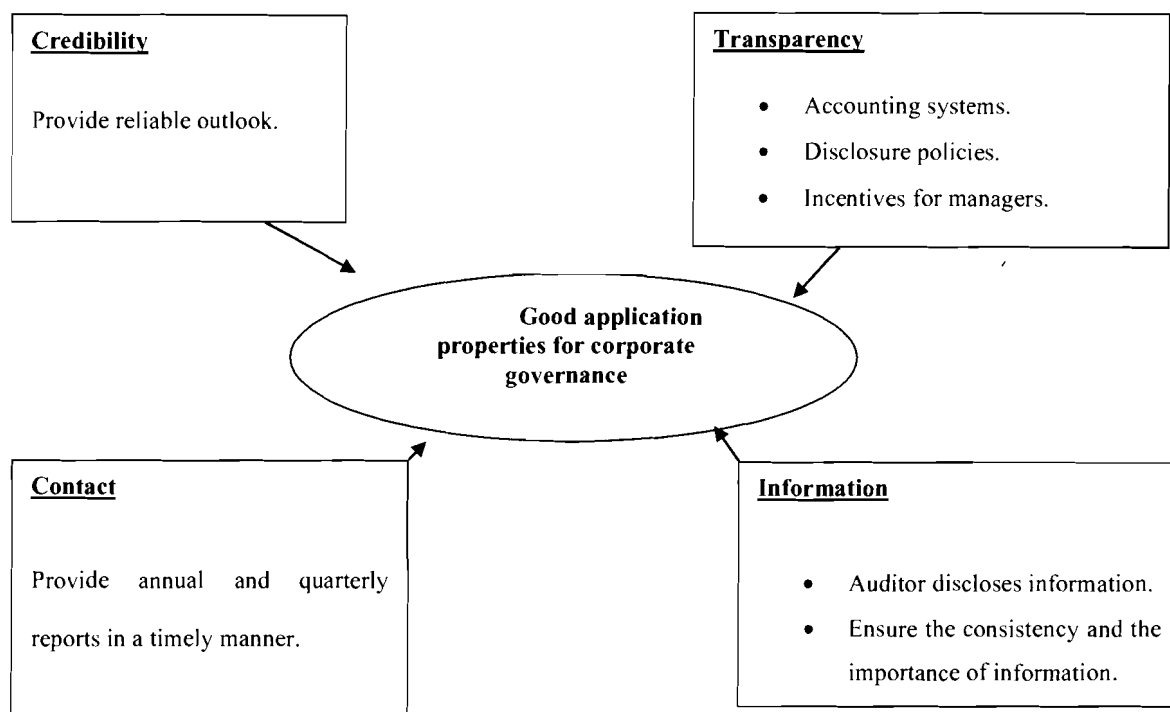 Credibility
Provide reliable outlook.
Transparency
• Accounting systems.
• Disclosure policies.
• Incentives for managers.
Good application
properties for corporate
governance
Contact
Provide annual and quarterly
reports in a timely manner.
Information
• Auditor discloses information.
• Ensure the consistency and the
importance of information.